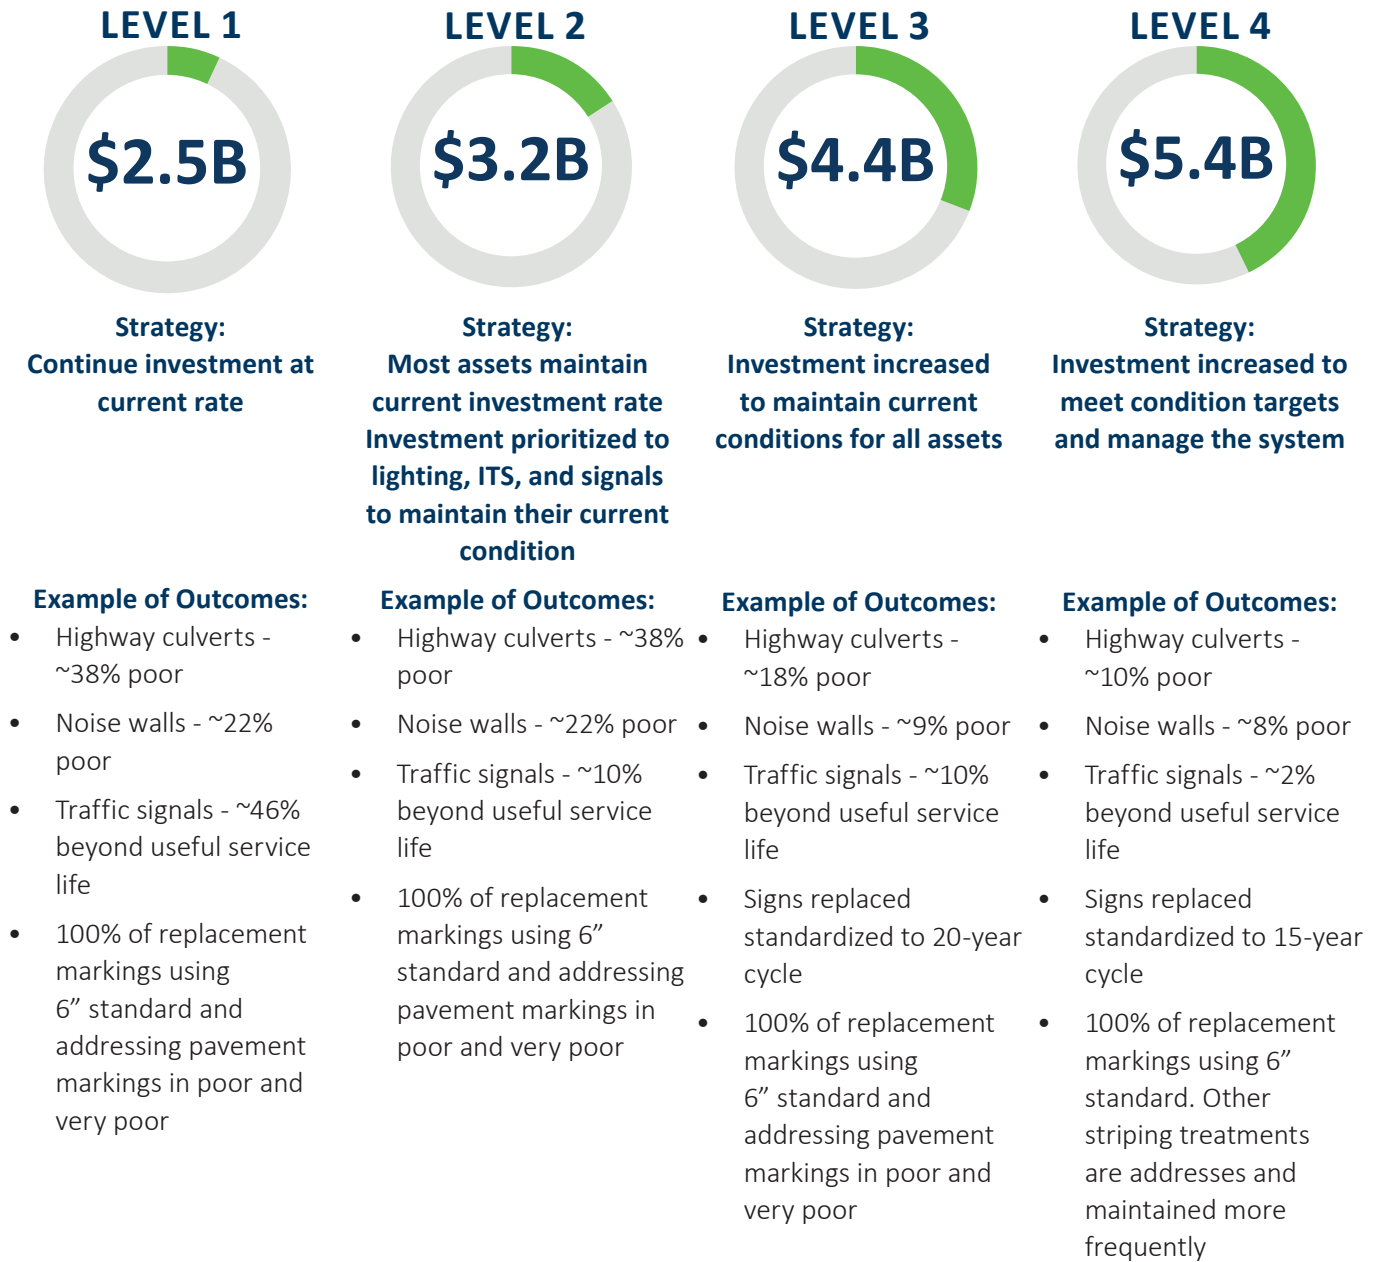 LEVEL 1
$2.5B
Strategy:
Continue investment at
current rate
Example of Outcomes:
• Highway culverts -
~38% poor
• Noise walls - ~22%
poor
• Traffic signals - ~46%
beyond useful service
life
• 100% of replacement
markings using
6” standard and
addressing pavement
markings in poor and
very poor
LEVEL 2
$3.2B
Strategy:
Most assets maintain
current investment rate
Investment prioritized to
lighting, ITS, and signals
to maintain their current
condition
Example of Outcomes:
• Highway culverts - ~38%
poor
• Noise walls - ~22% poor
• Traffic signals - ~10%
beyond useful service
life
• 100% of replacement
markings using 6”
standard and addressing
pavement markings in
poor and very poor
LEVEL 3
$4.4B
Strategy:
Investment increased
to maintain current
conditions for all assets
Example of Outcomes:
• Highway culverts -
~18% poor
• Noise walls - ~9% poor
• Traffic signals - ~10%
beyond useful service
life
• Signs replaced
standardized to 20-year
cycle
• 100% of replacement
markings using
6” standard and
addressing pavement
markings in poor and
very poor
LEVEL 4
$5.4B
Strategy:
Investment increased to
meet condition targets
and manage the system
Example of Outcomes:
• Highway culverts -
~10% poor
• Noise walls - ~8% poor
• Traffic signals - ~2%
beyond useful service
life
• Signs replaced
standardized to 15-year
cycle
• 100% of replacement
markings using 6”
standard. Other
striping treatments
are addresses and
maintained more
frequently